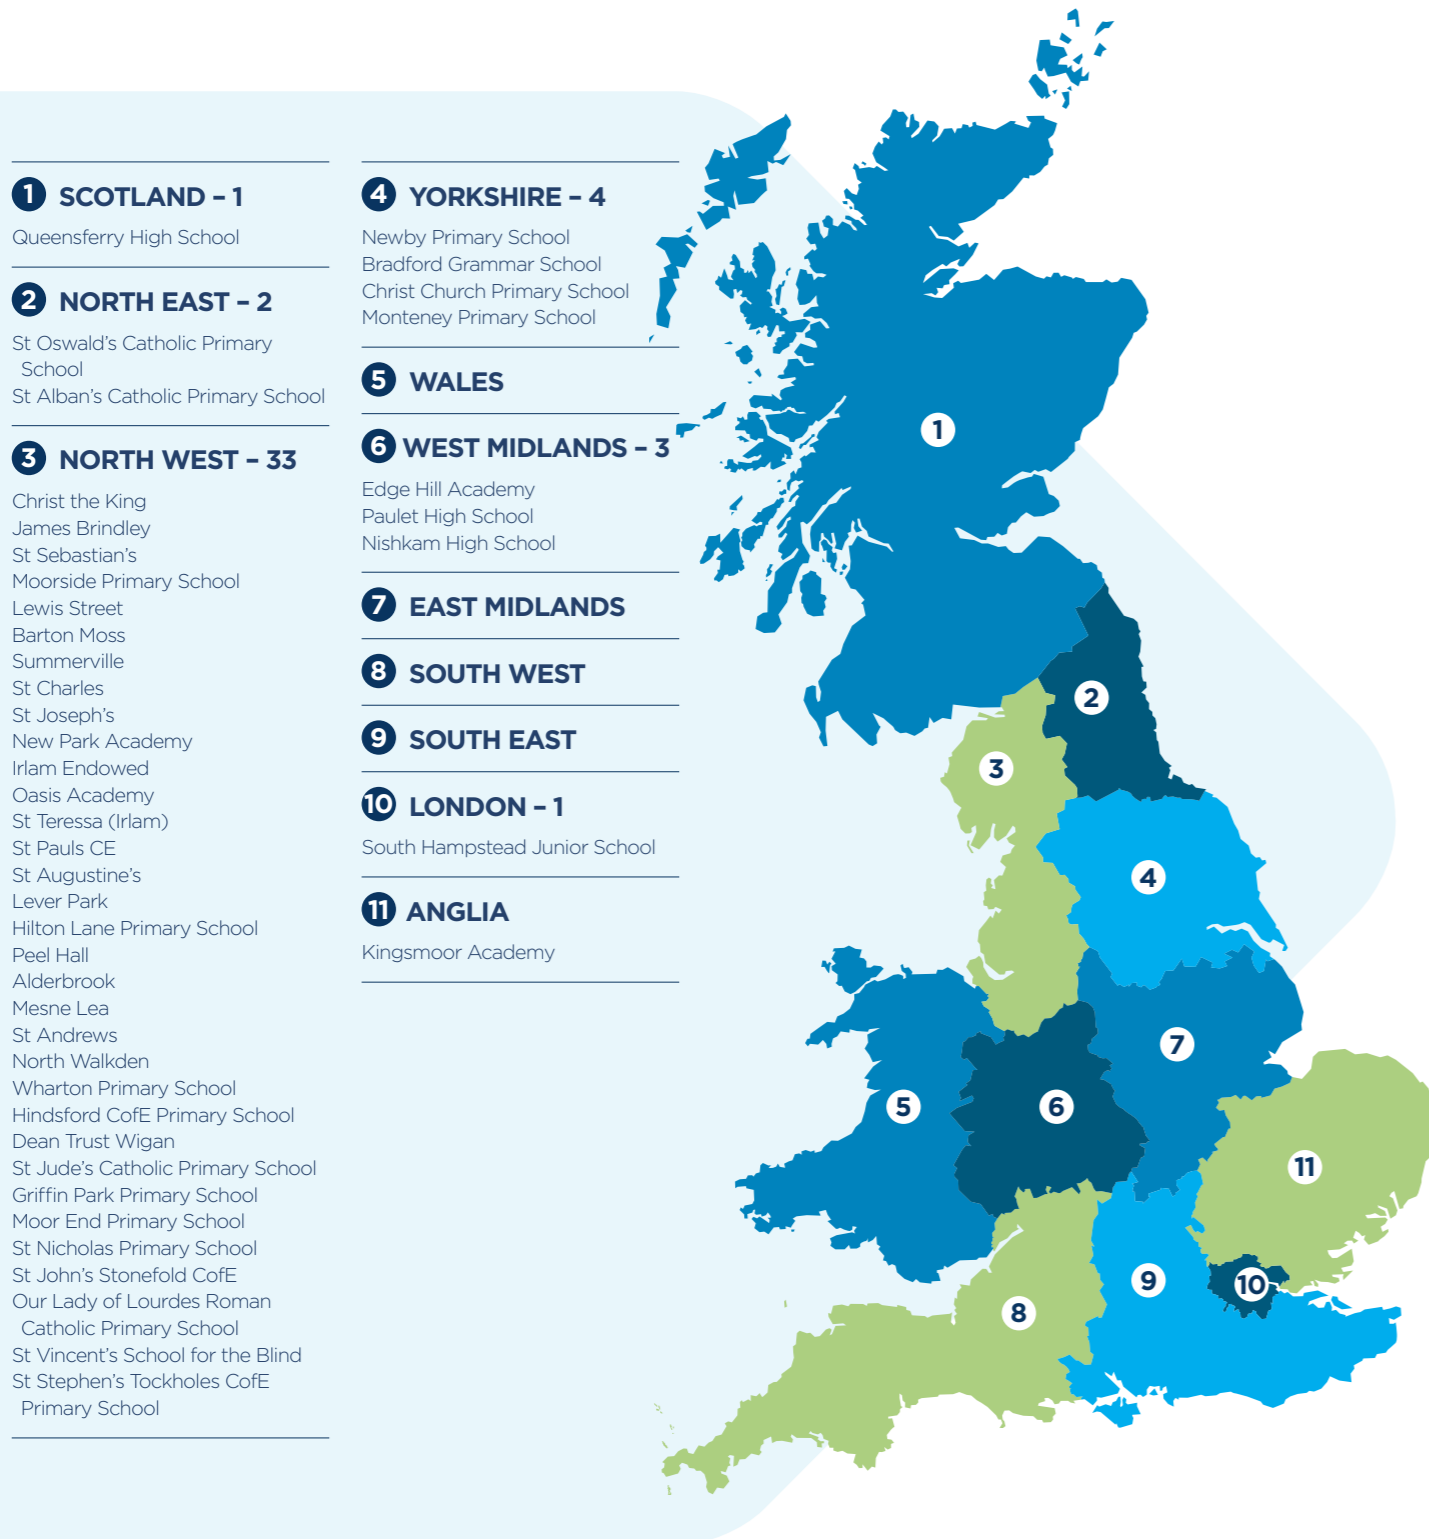 1 SCOTLAND – 1
Queensferry High School
2 NORTH EAST – 2
St Oswald's Catholic Primary
School
St Alban's Catholic Primary School
3 NORTH WEST – 33
Christ the King
James Brindley
St Sebastian's
Moorside Primary School
Lewis Street
Barton Moss
Summerville
St Charles
St Joseph's
New Park Academy
Irlam Endowed
Oasis Academy
St Teressa (Irlam)
St Pauls CE
St Augustine's
Lever Park
Hilton Lane Primary School
Peel Hall
Alderbrook
Mesne Lea
St Andrews
North Walkden
Wharton Primary School
Hindsford CofE Primary School
Dean Trust Wigan
St Jude's Catholic Primary School
Griffin Park Primary School
Moor End Primary School
St Nicholas Primary School
St John's Stonefold CofE
Our Lady of Lourdes Roman
Catholic Primary School
St Vincent's School for the Blind
St Stephen's Tockholes CofE
Primary School
4 YORKSHIRE – 4
Newby Primary School
Bradford Grammar School
Christ Church Primary School
Monteney Primary School
5 WALES
6 WEST MIDLANDS – 3
Edge Hill Academy
Paulet High School
Nishkam High School
7 EAST MIDLANDS
8 SOUTH WEST
9 SOUTH EAST
10 LONDON – 1
South Hampstead Junior School
11 ANGLIA
Kingsmoor Academy
1
2
3
4
7
5
6
11
9
10
8